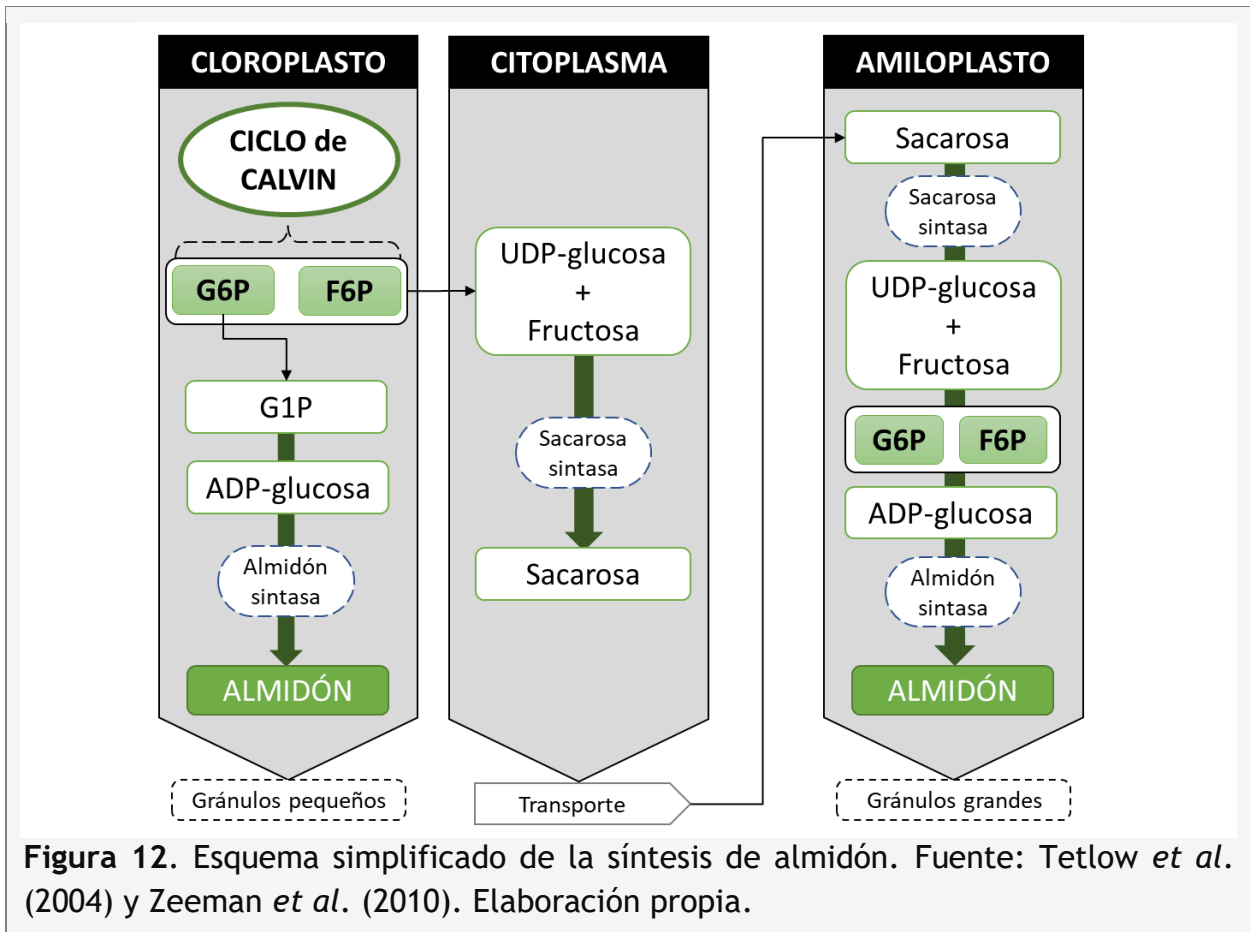 CLOROPLASTO
CICLO de
CALVIN
G6P
F6P
G1P
ADP-glucosa
Almidón
sintasa
ALMIDÓN
Gránulos pequeños
CITOPLASMA
UDP-glucosa
+
Fructosa
Sacarosa
sintasa
Sacarosa
Transporte
AMILOPLASTO
Sacarosa
Sacarosa
sintasa
UDP-glucosa
+
Fructosa
G6P
F6P
ADP-glucosa
Almidón
sintasa
ALMIDÓN
Gránulos grandes
Figura 12. Esquema simplificado de la síntesis de almidón. Fuente: Tetlow et al.
(2004) y Zeeman et al. (2010). Elaboración propia.